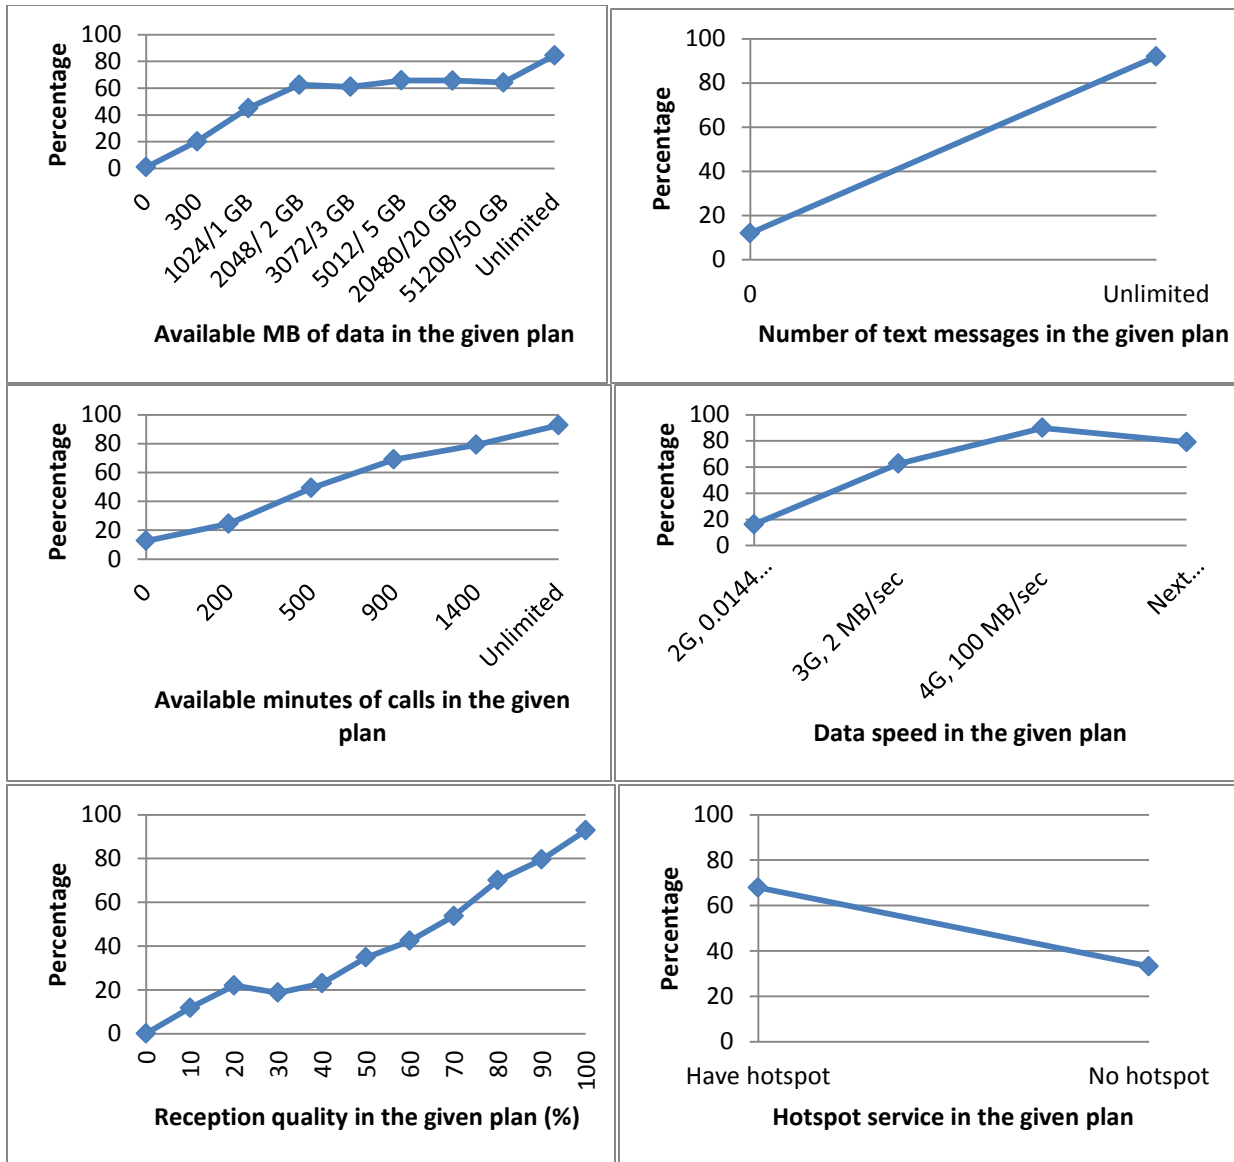 Percentage
100
80
60
40
20
0
0
300
1024/1 GB
2048/ 2 GB
3072/3 GB
5012/ 5 GB
20480/20 GB
51200/50 GB
Unlimited
Available MB of data in the given plan
Percentage
100
80
60
40
20
0
0
Unlimited
Number of text messages in the given plan
Peercentage
100
80
60
40
20
0
0
200
500
900
1400
Unlimited
Available minutes of calls in the given
plan
Percentage
100
80
60
40
20
0
2G, 0.0144...
3G, 2 MB/sec
4G, 100 MB/sec
Next...
Data speed in the given plan
Percentage
100
80
60
40
20
0
0
10
20
30
40
50
60
70
80
90
100
Reception quality in the given plan (%)
Percentage
100
80
60
40
20
0
Have hotspot
No hotspot
Hotspot service in the given plan